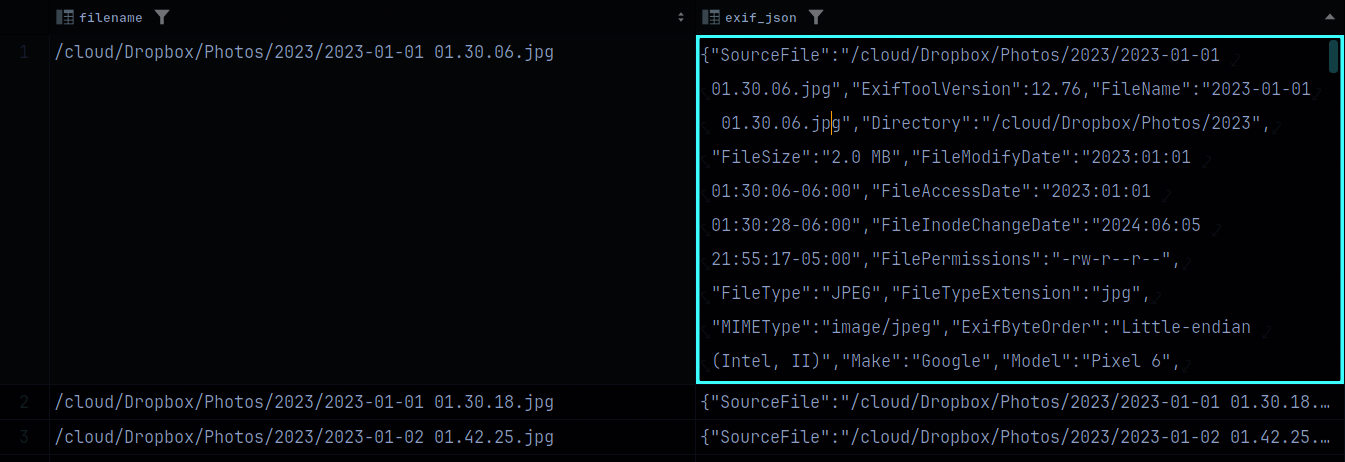 filename exif_json
1 /cloud/Dropbox/Photos/2023/2023-01-01 01.30.06.jpg
{"SourceFile":"/cloud/Dropbox/Photos/2023/2023-01-01
01.30.06.jpg","ExifToolVersion":12.76,"FileName":"2023-01-01
01.30.06.jpg","Directory":"/cloud/Dropbox/Photos/2023",
"FileSize":"2.0 MB","FileModifyDate":"2023:01:01
01:30:06-06:00","FileAccessDate":"2023:01:01
01:30:28-06:00","FileInodeChangeDate":"2024:06:05
21:55:17-05:00","FilePermissions":"-rw-r--r--",
"FileType":"JPEG","FileTypeExtension":"jpg",
"MIMEType":"image/jpeg","ExifByteOrder":"Little-endian
(Intel, II)","Make":"Google","Model":"Pixel 6",
2 /cloud/Dropbox/Photos/2023/2023-01-01 01.30.18.jpg {"SourceFile":"/cloud/Dropbox/Photos/2023/2023-01-01 01.30.18.…
3 /cloud/Dropbox/Photos/2023/2023-01-02 01.42.25.jpg {"SourceFile":"/cloud/Dropbox/Photos/2023/2023-01-02 01.42.25.…